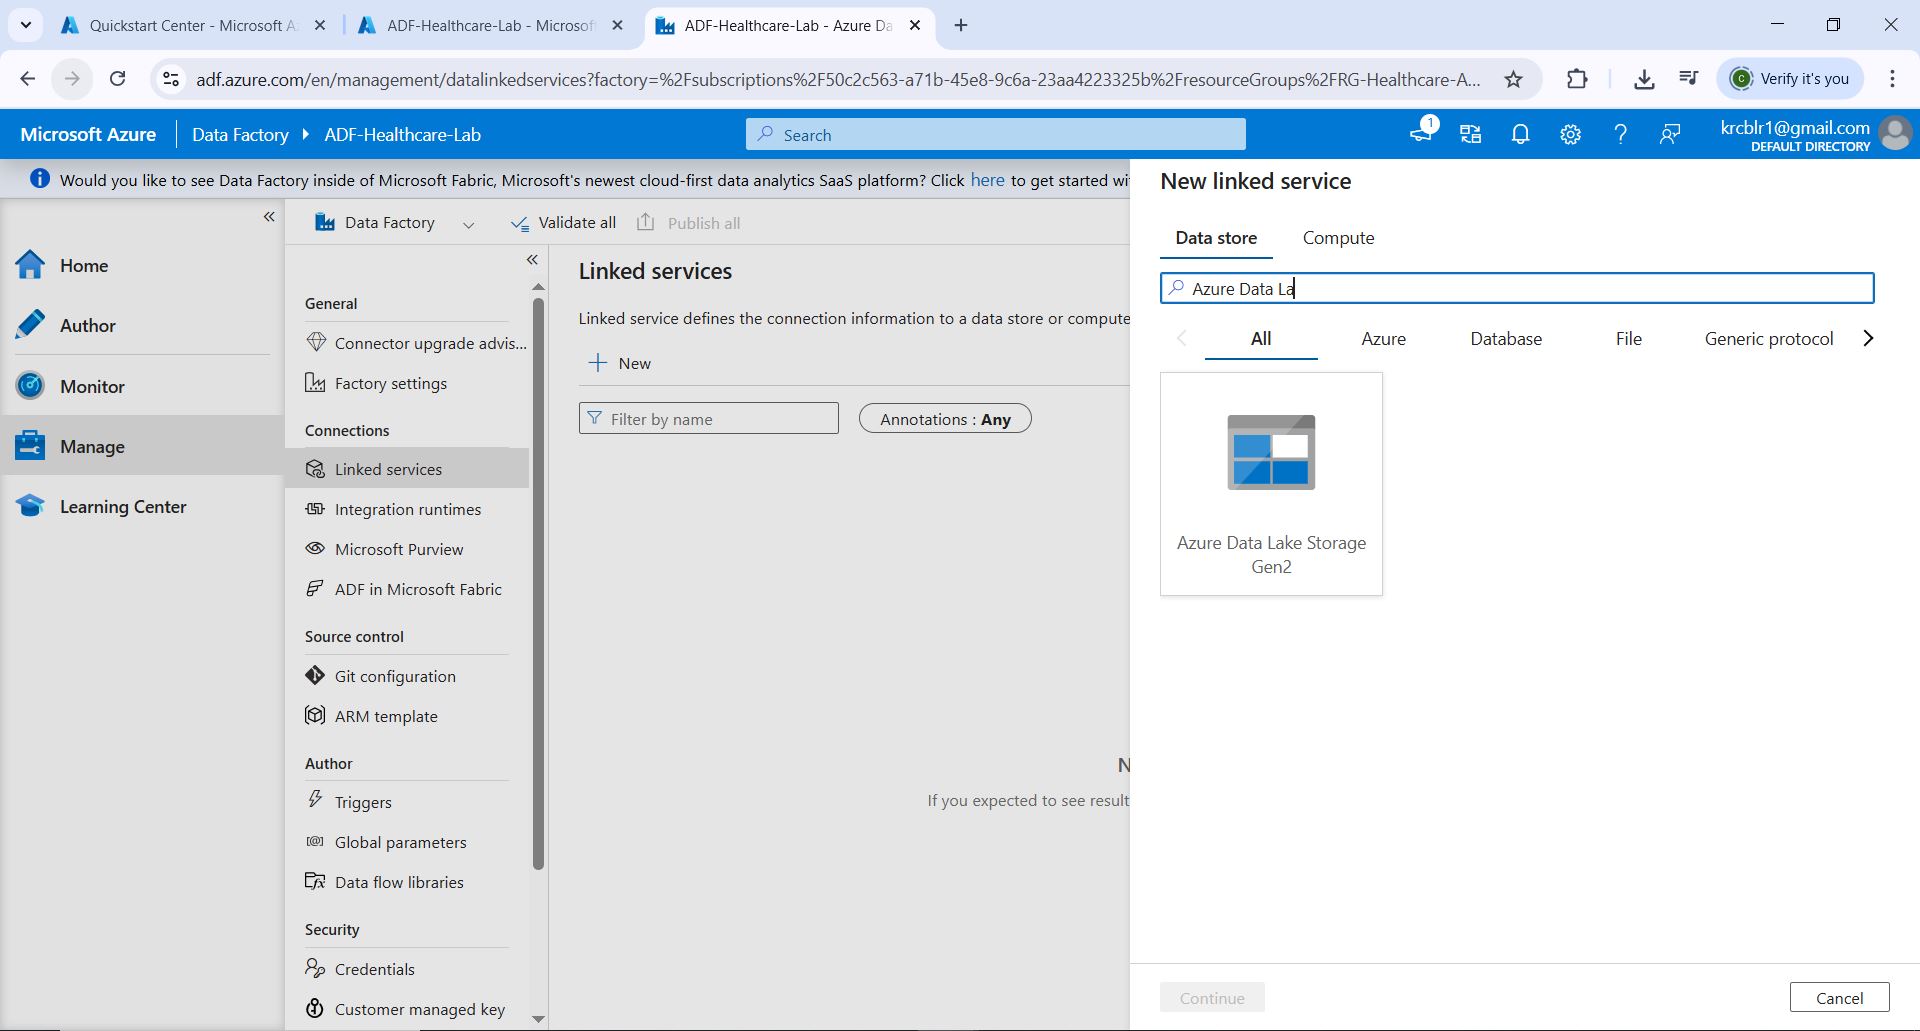 Quickstart Center - Microsoft A
ADF-Healthcare-Lab - Microsof
ADF-Healthcare-Lab - Azure Da
adf.azure.com/en/management/datalinkedservices?factory=%2Fsubscriptions%2F50c2c563-a71b-45e8-9c6a-23aa4223325b%2FresourceGroups%2FRG-Healthcare-A...
Verify it's you
Microsoft Azure
Data Factory
ADF-Healthcare-Lab
Search
1
krcblr1@gmail.com
DEFAULT DIRECTORY
Would you like to see Data Factory inside of Microsoft Fabric, Microsoft's newest cloud-first data analytics SaaS platform? Click here to get started wi
Home
Author
Monitor
Manage
Learning Center
Data Factory
Validate all
Publish all
General
Connector upgrade advis...
Factory settings
Connections
Linked services
Integration runtimes
Microsoft Purview
ADF in Microsoft Fabric
Source control
Git configuration
ARM template
Author
Triggers
Global parameters
Data flow libraries
Security
Credentials
Customer managed key
Linked services
Linked service defines the connection information to a data store or compute
New
Filter by name
Annotations : Any
N
If you expected to see result
New linked service
Data store
Compute
Azure Data La
All
Azure
Database
File
Generic protocol
Azure Data Lake Storage
Gen2
Continue
Cancel